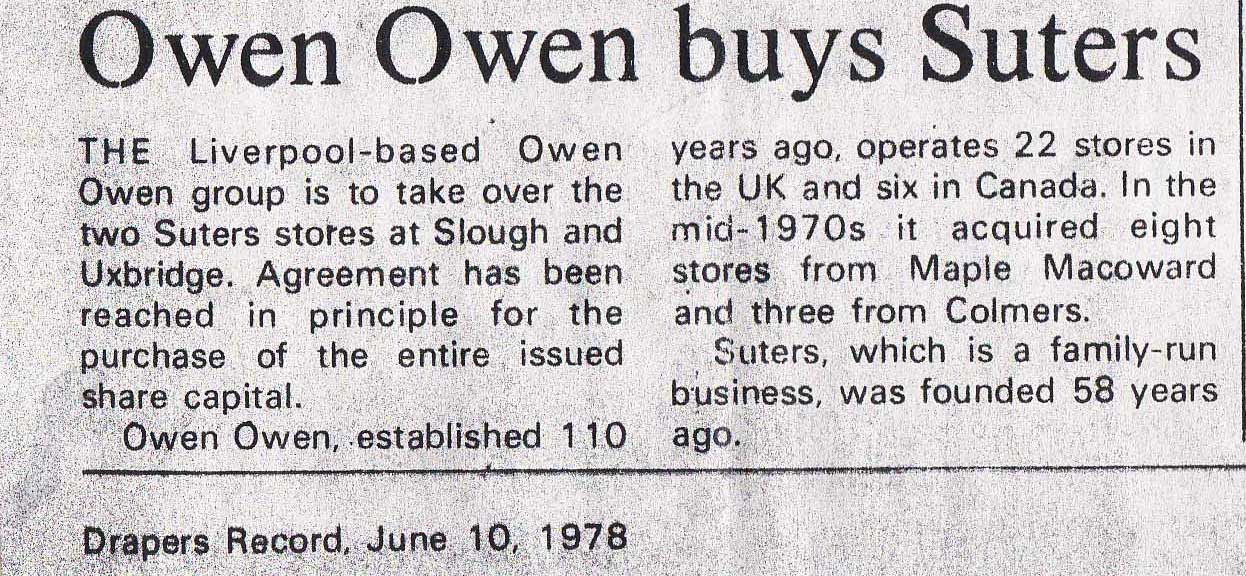 Owen Owen buys Suters
THE Liverpool-based Owen
Owen group is to take over the
two Suters stores at Slough and
Uxbridge. Agreement has been
reached in principle for the
purchase of the entire issued
share capital.
Owen Owen, established 110
years ago, operates 22 stores in
the UK and six in Canada. In the
mid-1970s it acquired eight
stores from Maple Macoward
and three from Colmers.
Suters, which is a family-run
business, was founded 58 years
ago.
Drapers Record, June 10, 1978